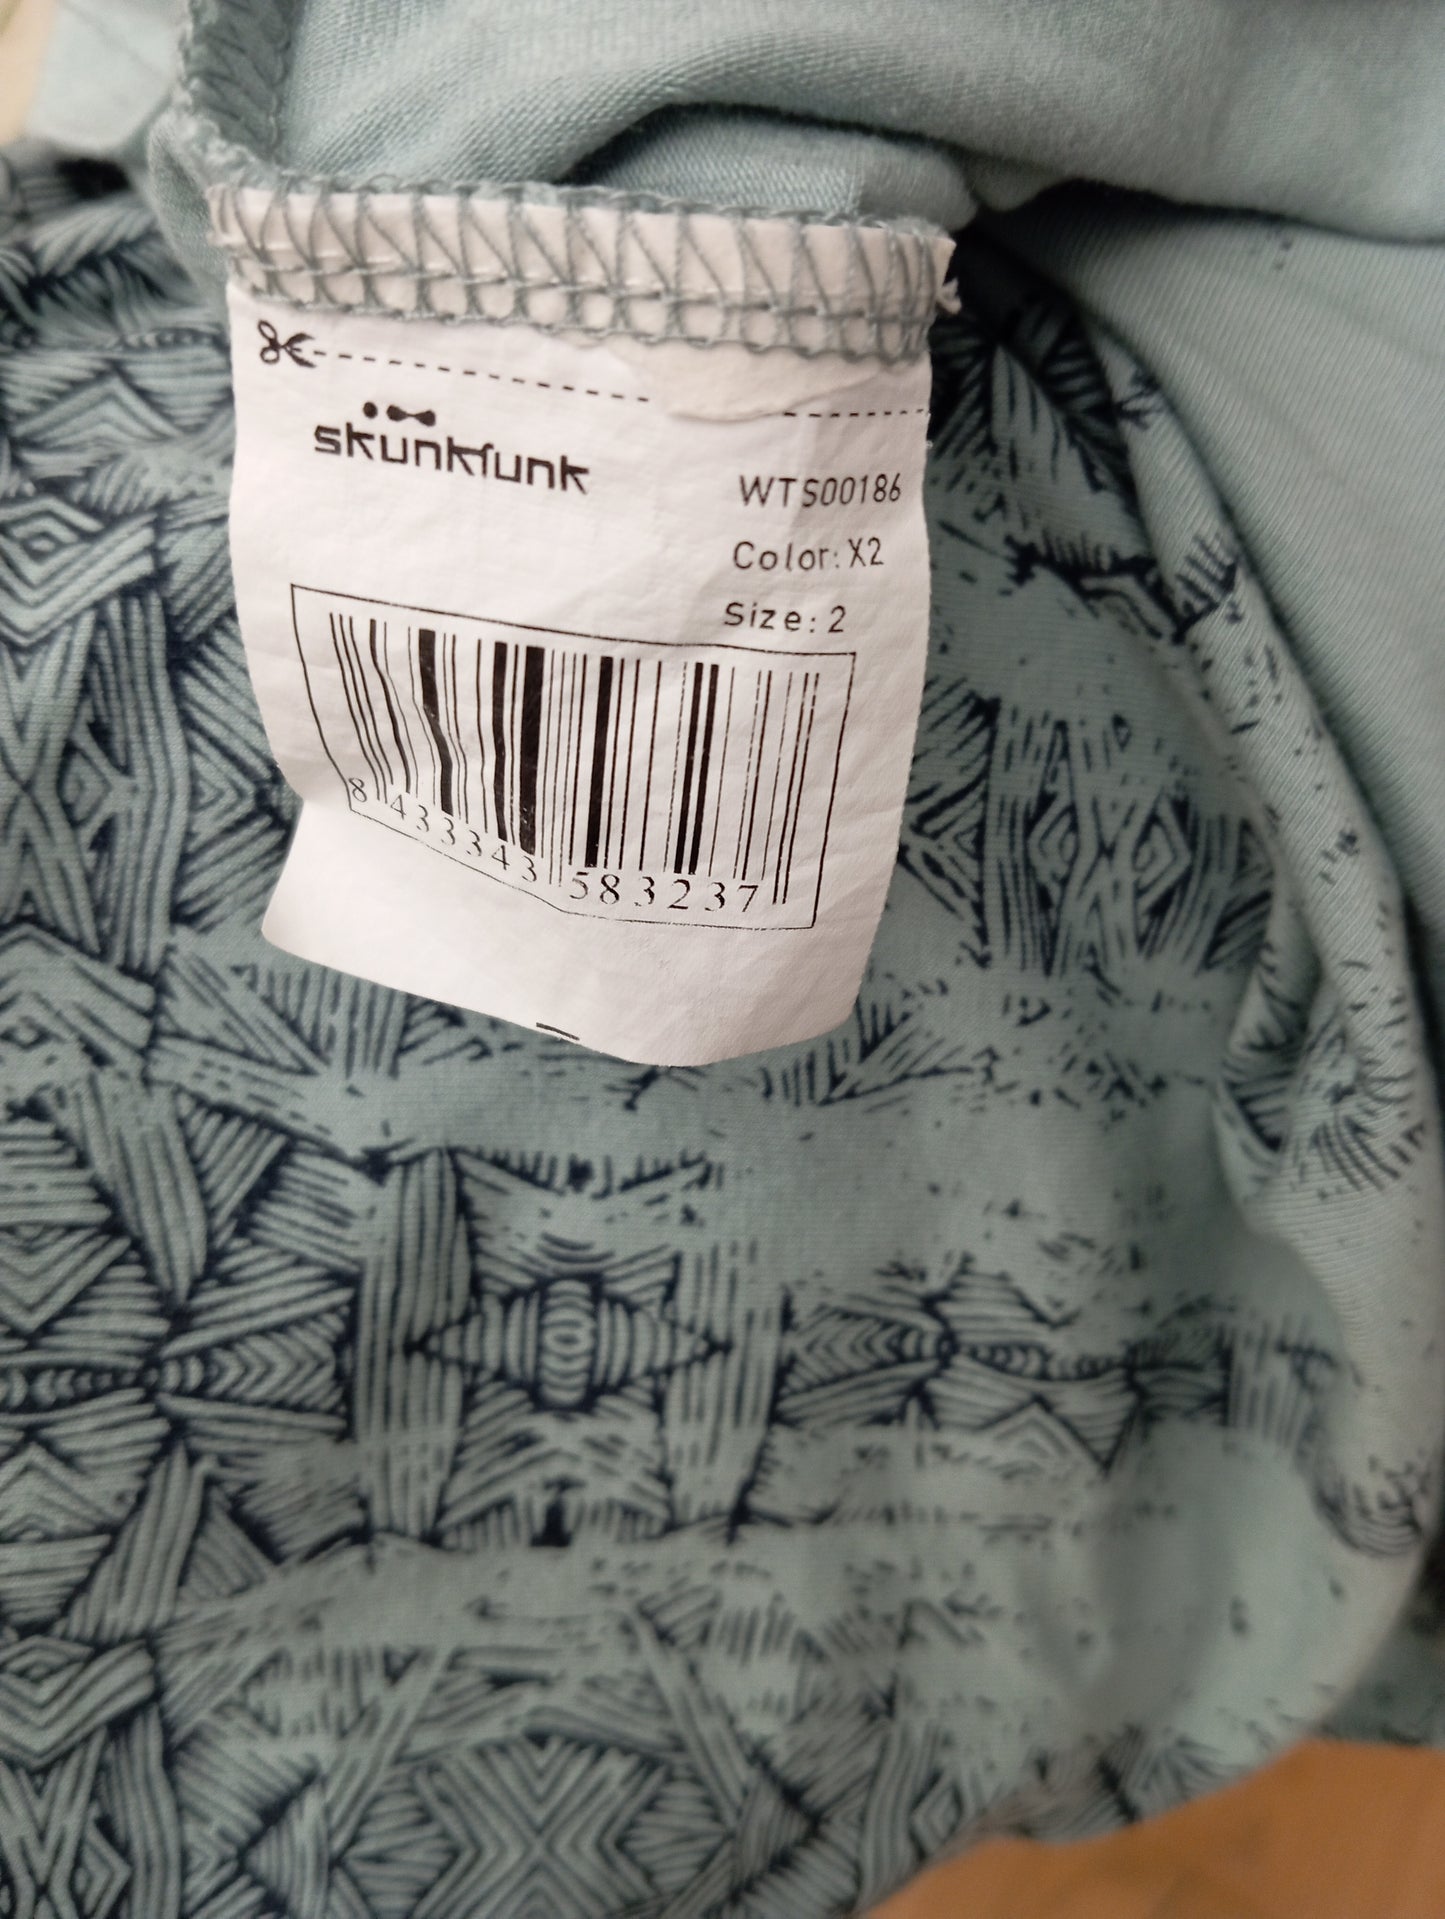 skunkfunk
WTS00186
Color: X2
Size: 2
8 433343 583237